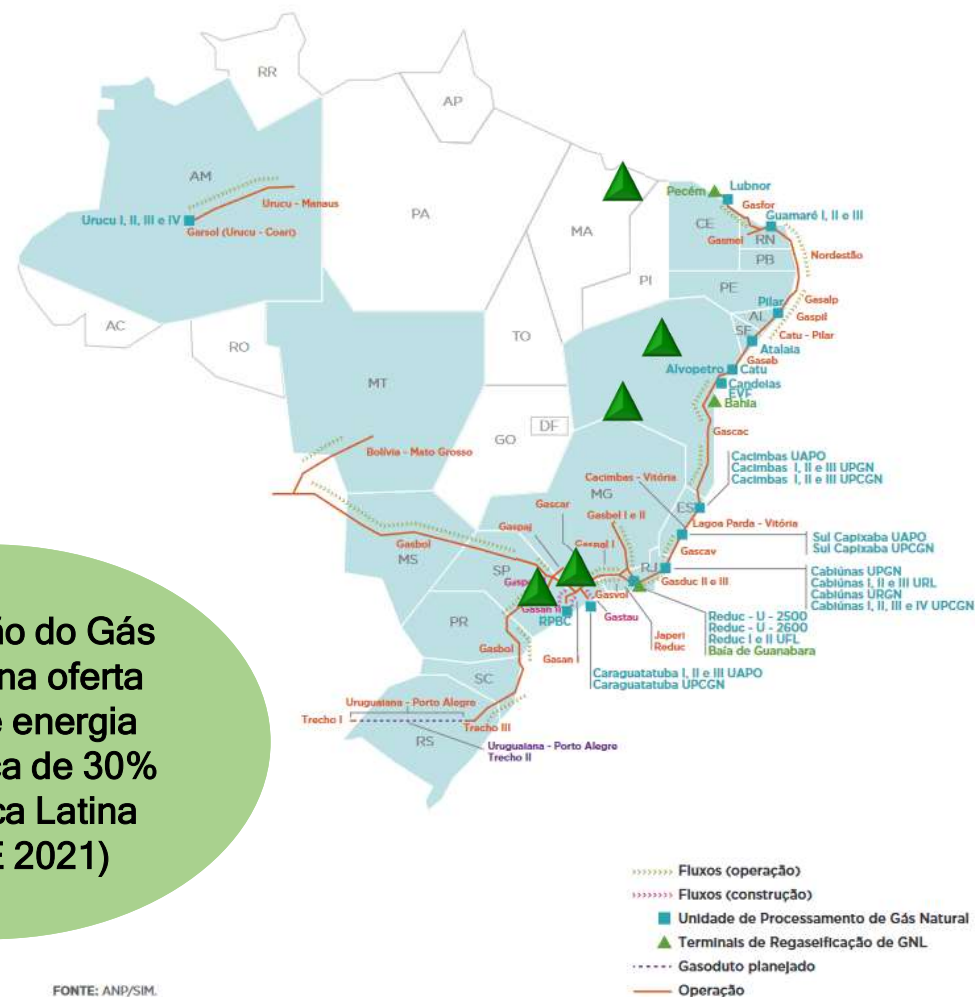 RR
AP
AM
Urucu I, II, III e IV
Urucu - Manaus
Garsol (Urucu - Coari)
PA
MA
Pecém
Lubnor
Gasfor
Guamaré I, II e III
CE
Gasmel
RN
PB
Nordestão
PI
PE
AC
RO
TO
Pilar
Gasalp
AL
Gaspil
SE
Catu - Pilar
Atalaia
Gaseb
Alvopetro
Catu
Candeias
EVF
Bahia
MT
GO
DF
Gascac
Bolívia - Mato Grosso
Cacimbas UAPO
Cacimbas I, II e III UPGN
Cacimbas I, II e III UPCGN
Cacimbas - Vitória
MG
Gascar
Gasbel I e II
ES
Lagoa Parda - Vitória
Gaspaj
Sul Capixaba UAPO
Sul Capixaba UPCGN
Gasbol
MS
SP
RJ
Gascav
Gasduc II e III
Cabiúnas UPGN
Cabiúnas I, II e III URL
Cabiúnas URGN
Cabiúnas I, II, III e IV UPCGN
Gasvol
Gasan II
RPBC
Gastau
Japeri
Reduc
Reduc - U - 2500
Reduc - U - 2600
Reduc I e II UFL
Baía de Guanabara
PR
Gasbol
Gasan I
Caraguatatuba I, II e III UAPO
Caraguatatuba UPCGN
SC
Uruguaiana - Porto Alegre
Trecho I
Trecho III
RS
Uruguaiana - Porto Alegre
Trecho II
ão do Gás
na oferta
e energia
ca de 30%
ca Latina
E 2021)
Fluxos (operação)
Fluxos (construção)
Unidade de Processamento de Gás Natural
Terminais de Regaseificação de GNL
Gasoduto planejado
Operação
FONTE: ANP/SIM.